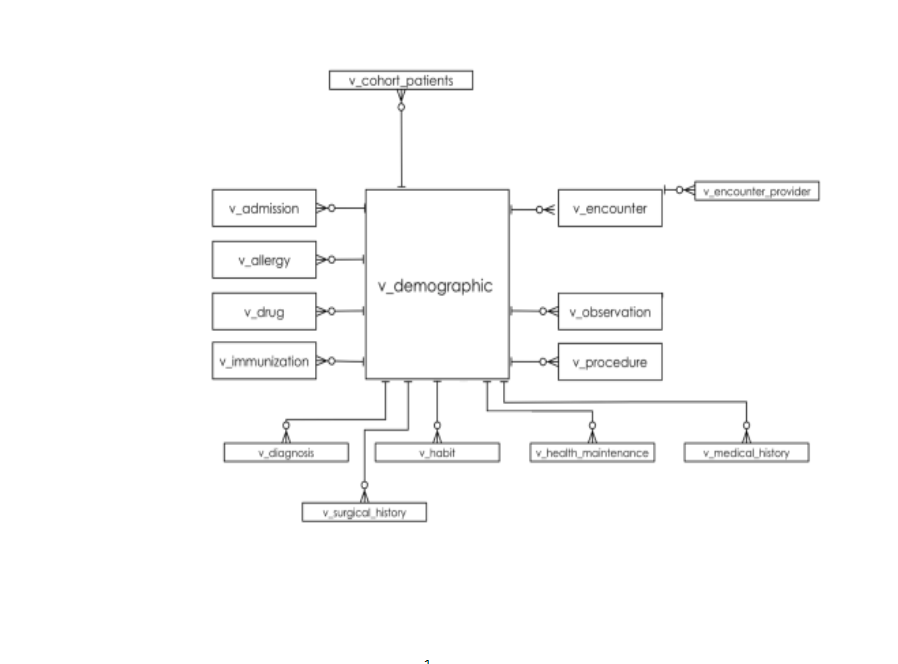 v_cohort_patients
v_encounter_provider
v_admission
v_encounter
v_allergy
v_demographic
v_drug
v_observation
v_immunization
v_procedure
v_diagnosis
v_habit
v_health_maintenance
v_medical_history
v_surgical_history
1